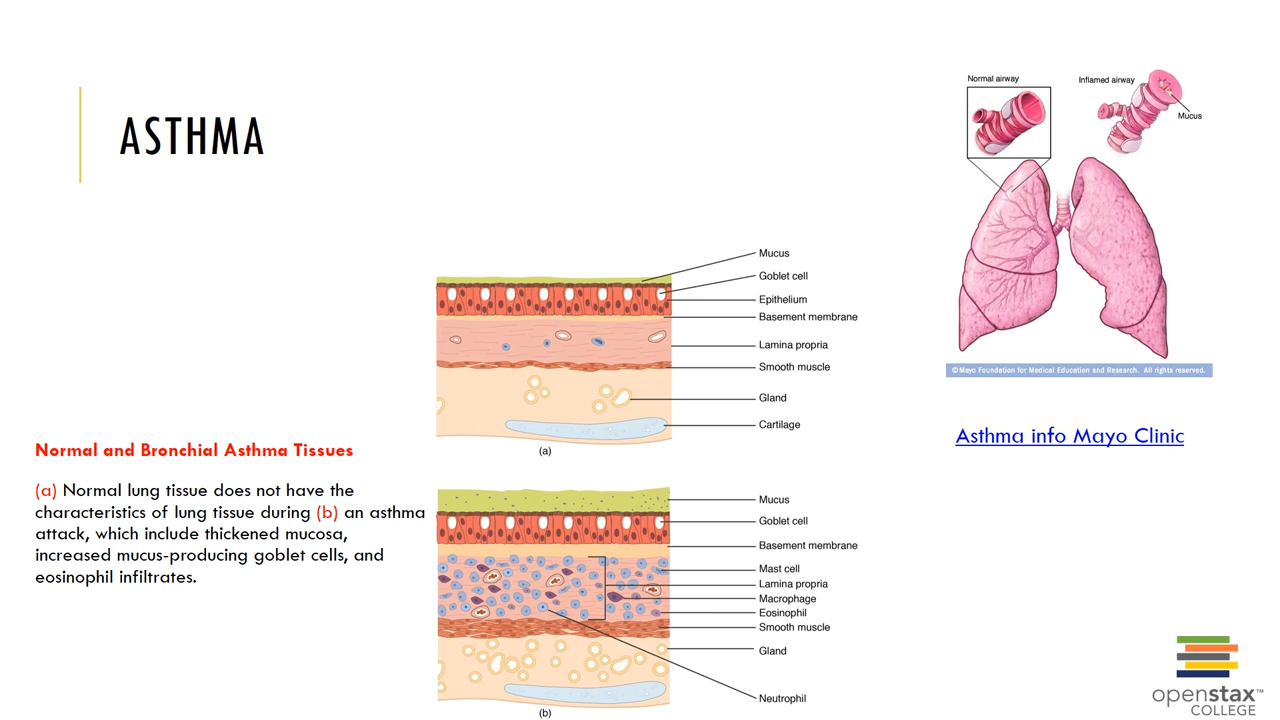 ASTHMA
Normal airway
Inflamed airway
Mucus
©Mayo Foundation for Medical Education and Research. All rights reserved.
Asthma info Mayo Clinic
Mucus
Goblet cell
Epithelium
Basement membrane
Lamina propria
Smooth muscle
Gland
Cartilage
(a)
Normal and Bronchial Asthma Tissues
(a) Normal lung tissue does not have the
characteristics of lung tissue during (b) an asthma
attack, which include thickened mucosa,
increased mucus-producing goblet cells, and
eosinophil infiltrates.
Mucus
Goblet cell
Basement membrane
Mast cell
Lamina propria
Macrophage
Eosinophil
Smooth muscle
Gland
Neutrophil
(b)
openstax™
COLLEGE